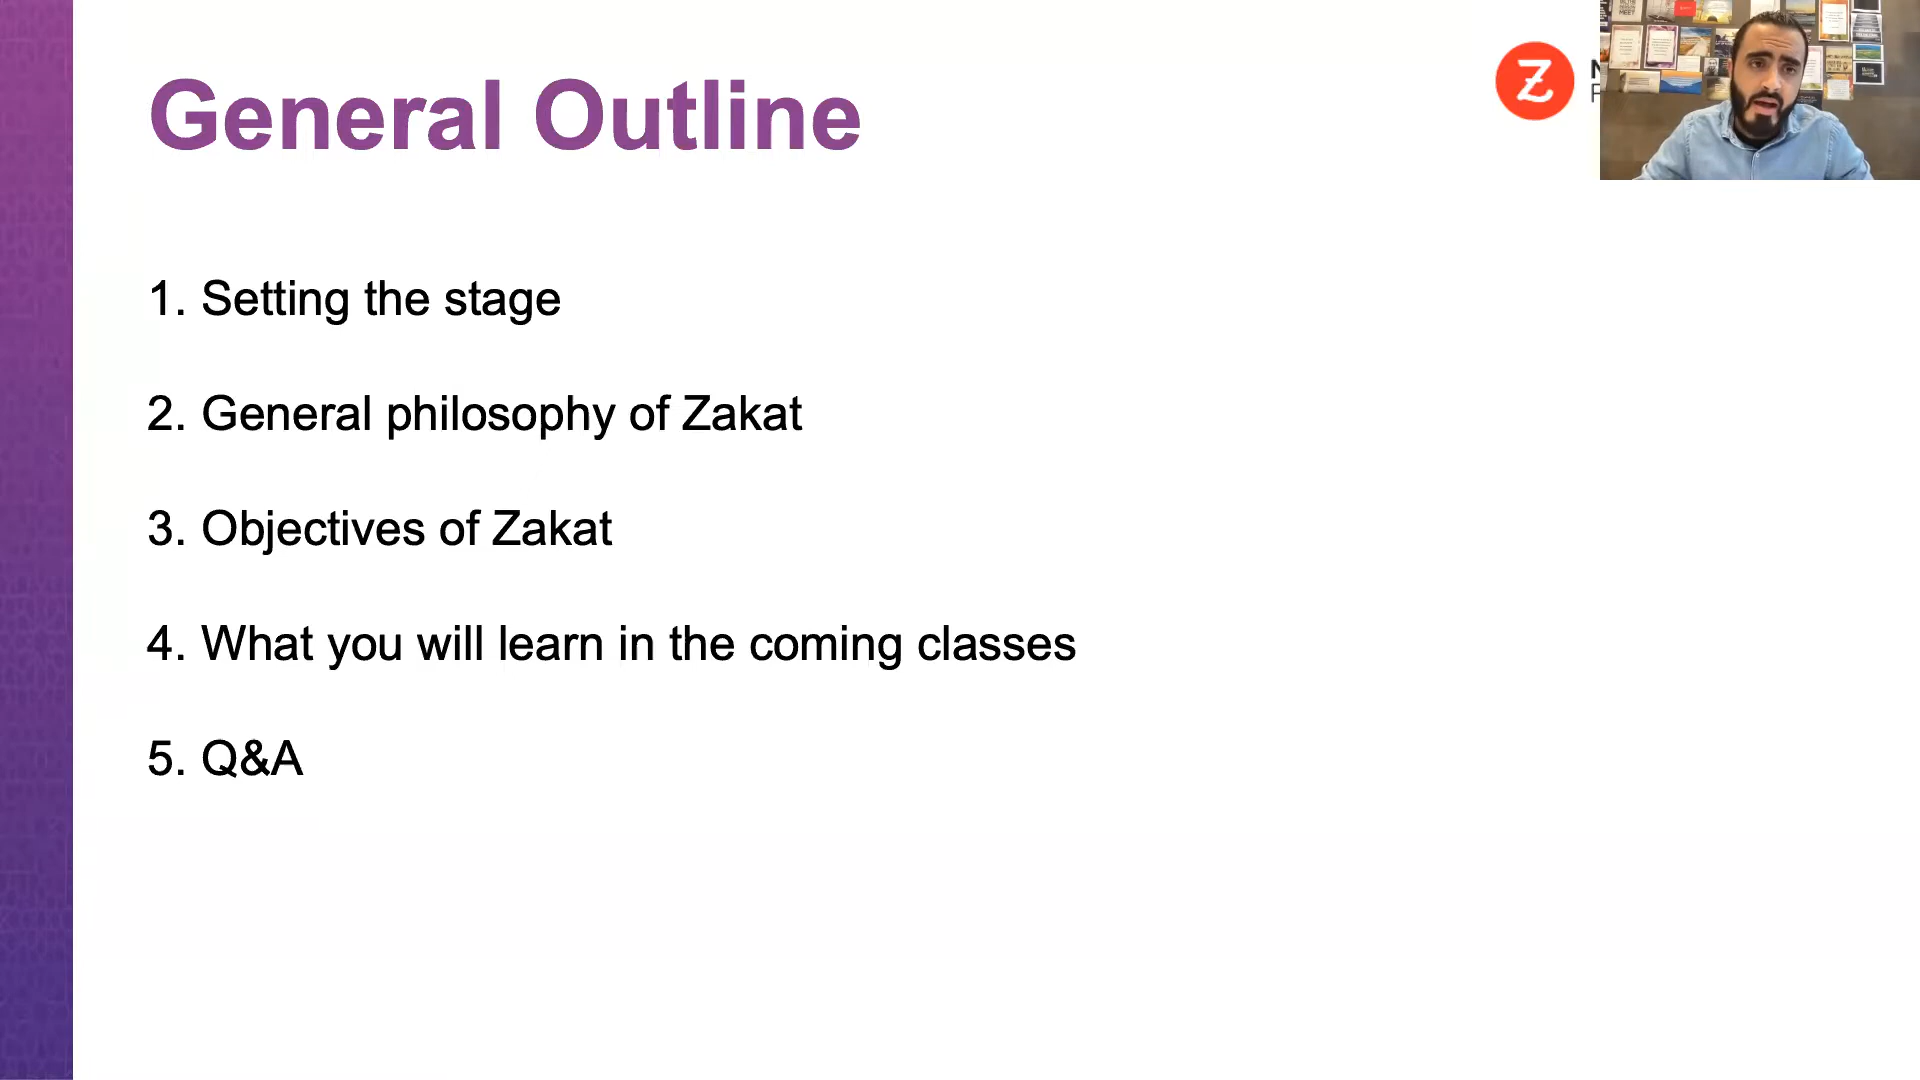 General Outline
1. Setting the stage
2. General philosophy of Zakat
3. Objectives of Zakat
4. What you will learn in the coming classes
5. Q&A
Z